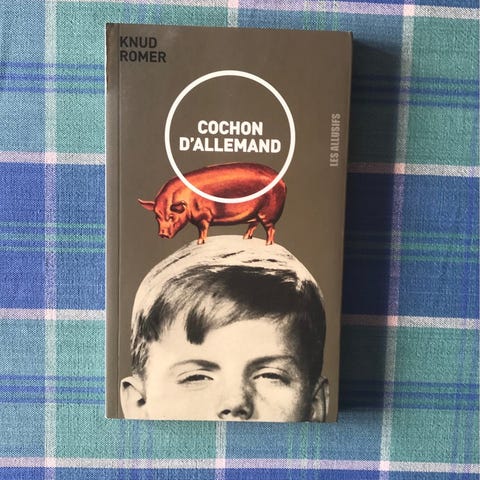 KNUD
ROMER
COCHON
D'ALLEMAND
LES ALLUSIFS